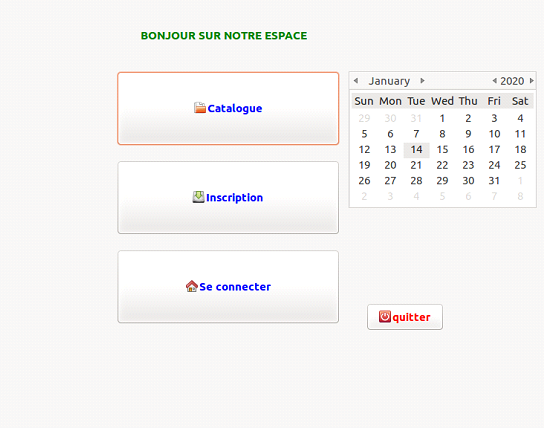 BONJOUR SUR NOTRE ESPACE
Catalogue
Inscription
Se connecter
January 2020
Sun Mon Tue Wed Thu Fri Sat
29 30 31 1 2 3 4
5 6 7 8 9 10 11
12 13 14 15 16 17 18
19 20 21 22 23 24 25
26 27 28 29 30 31 1
2 3 4 5 6 7 8
quitter